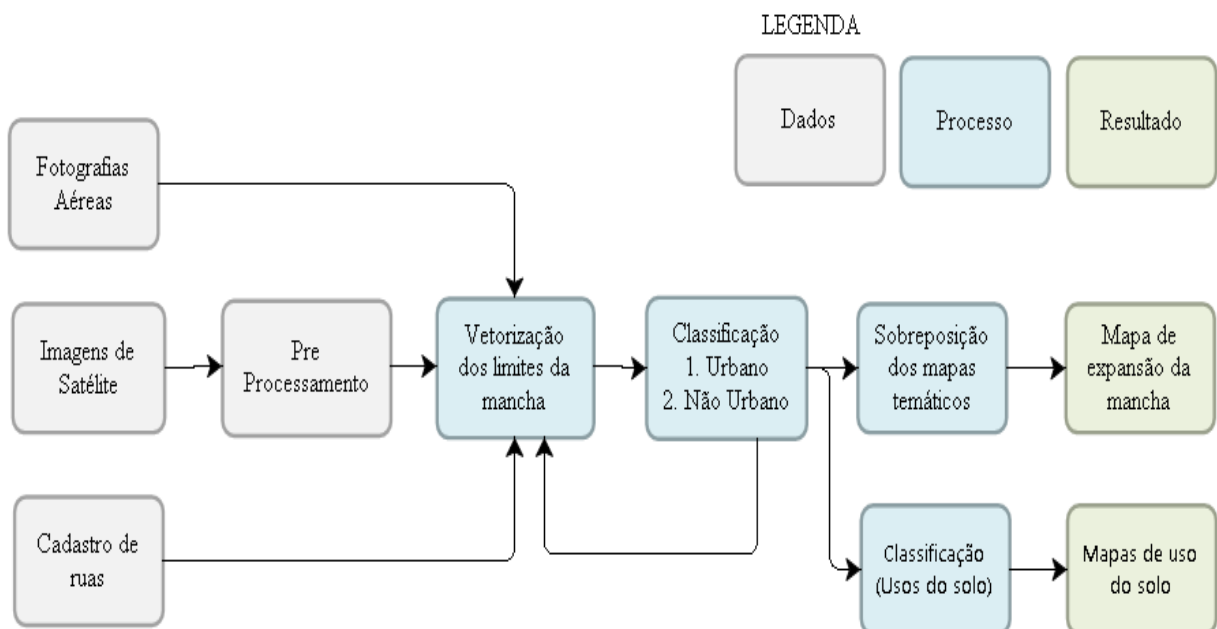 LEGENDA
Dados
Processo
Resultado
Fotografias
Aéreas
Imagens de
Satélite
Pre
Processamento
Vetorização
dos limites da
mancha
Classificação
1. Urbano
2. Não Urbano
Sobreposição
dos mapas
temáticos
Mapa de
expansão da
mancha
Cadastro de
ruas
Classificação
(Usos do solo)
Mapas de uso
do solo